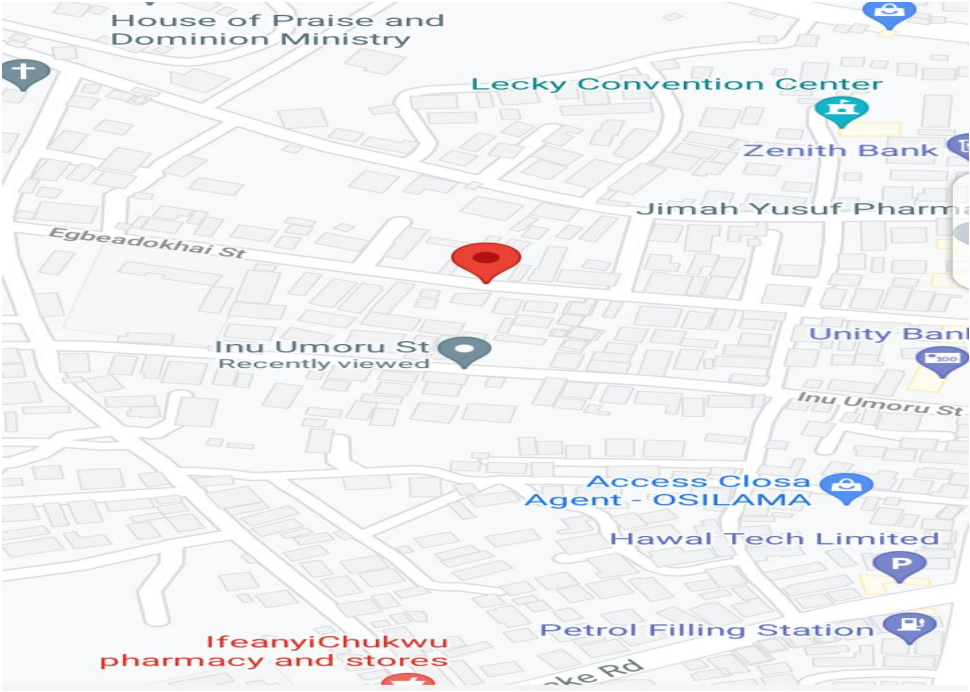 House of Praise and
Dominion Ministry
Lecky Convention Center
Zenith Bank
Jimah Yusuf Pharma
Egbeadokhai St
Unity Bank
Inu Umoru St
Recently viewed
100
Inu Umoru St
Access Closa
Agent - OSILAMA
Hawal Tech Limited
P
Petrol Filling Station
IfeanyiChukwu
pharmacy and stores
oke Rd